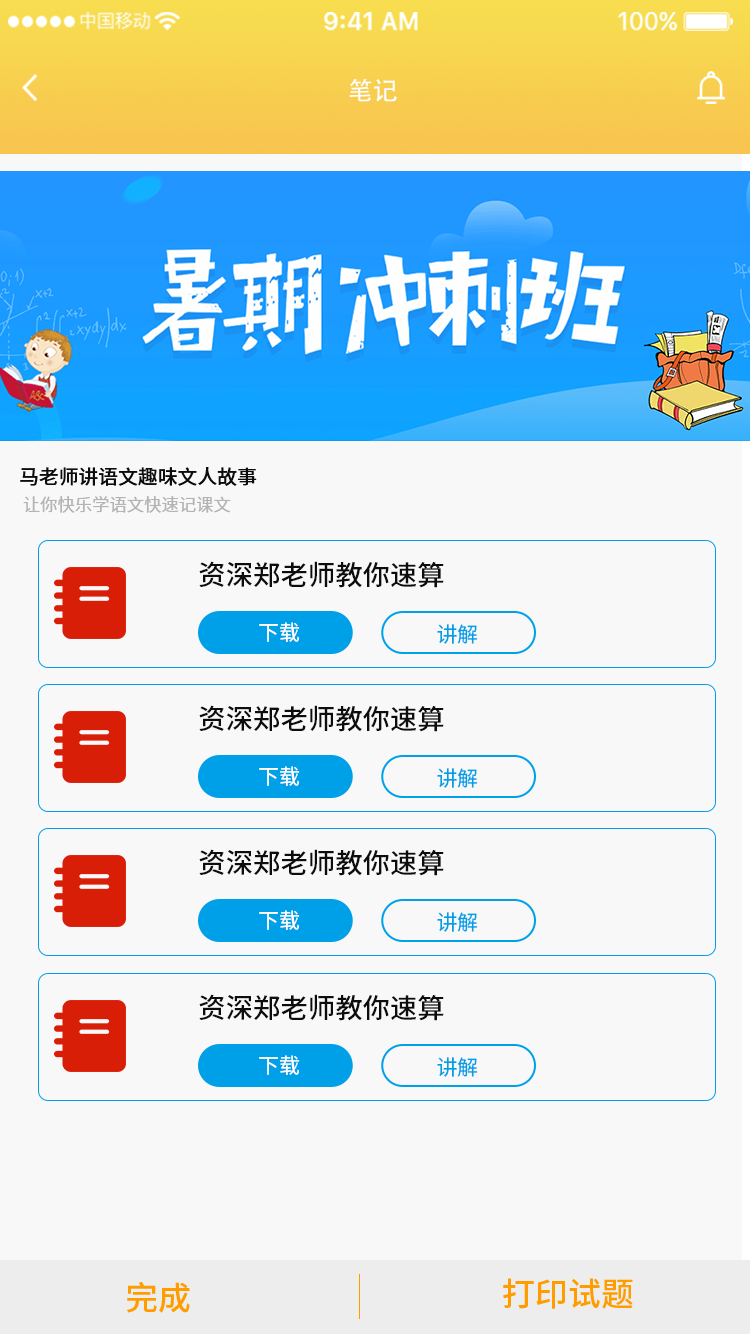 中国移动 9:41 AM 100%
笔记
暑期冲刺班
马老师讲语文趣味文人故事
让你快乐学语文快速记课文
资深郑老师教你速算
下载 讲解
资深郑老师教你速算
下载 讲解
资深郑老师教你速算
下载 讲解
资深郑老师教你速算
下载 讲解
完成 打印试题